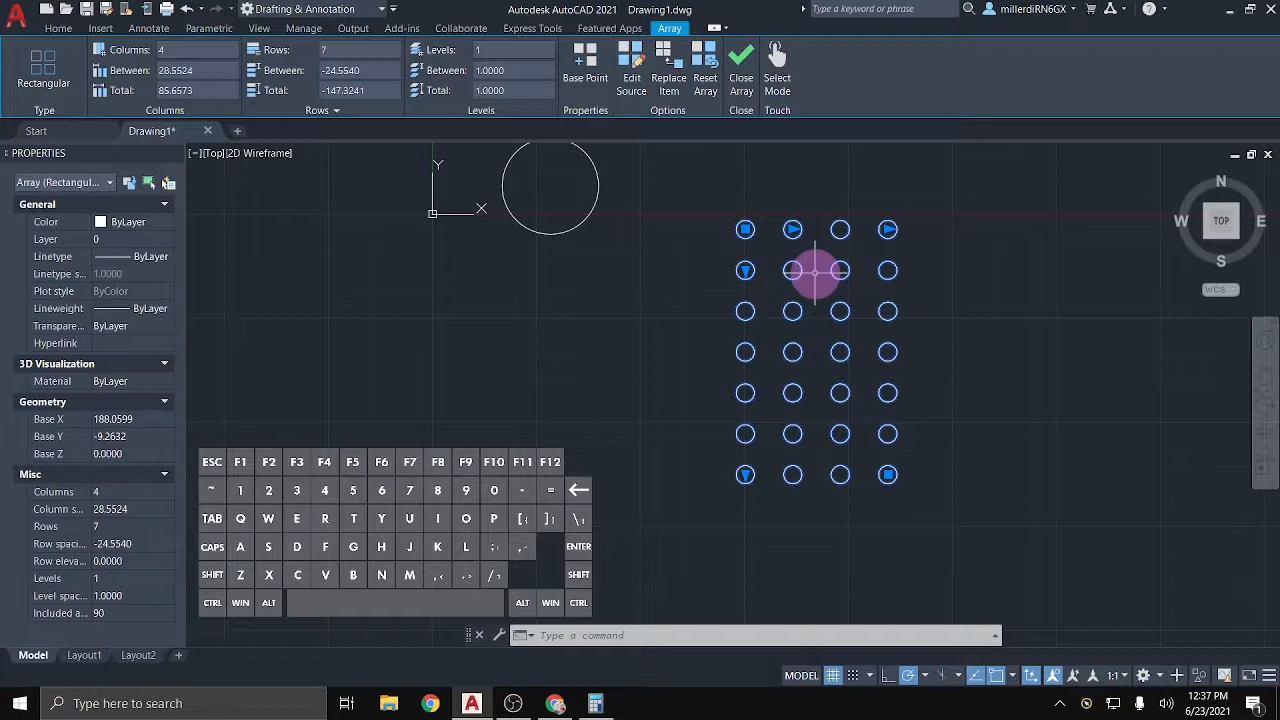 Drafting & Annotation
Autodesk AutoCAD 2021 Drawing1.dwg
Type a keyword or phrase
millerdiRN6GX
Home Insert Annotate Parametric View Manage Output Add-ins Collaborate Express Tools Featured Apps Array
Columns: 4
Between: 28.5524
Total: 85.6573
Rows: 7
Between: -24.5540
Total: -147.3241
Levels: 1
Between: 1.0000
Total: 1.0000
Rectangular
Base Point
Edit Source
Replace Item
Reset Array
Close Array
Select Mode
Type Columns Rows Levels Properties Options Close Touch
Start Drawing1*
PROPERTIES
[−][Top][2D Wireframe]
Array (Rectangul...
General
Color ByLayer
Layer 0
Linetype ByLayer
Linetype s... 1.0000
Plot style ByColor
Lineweight ByLayer
Transpare... ByLayer
Hyperlink
3D Visualization
Material ByLayer
Geometry
Base X 188.0599
Base Y -9.2632
Base Z 0.0000
Misc
Columns 4
Column s... 28.5524
Rows 7
Row spaci... -24.5540
Row eleva... 0.0000
Levels 1
Level spac... 1.0000
Included a... 90
Y
X
N
W TOP E
S
WCS
ESC F1 F2 F3 F4 F5 F6 F7 F8 F9 F10 F11 F12
~ 1 2 3 4 5 6 7 8 9 0 - =
TAB Q W E R T Y U I O P [{ ]} \|
CAPS A S D F G H J K L ENTER
SHIFT Z X C V B N M SHIFT
CTRL WIN ALT ALT WIN CTRL
Type a command
Model Layout1 Layout2
MODEL 1:1
Type here to search
12:37 PM
6/23/2021